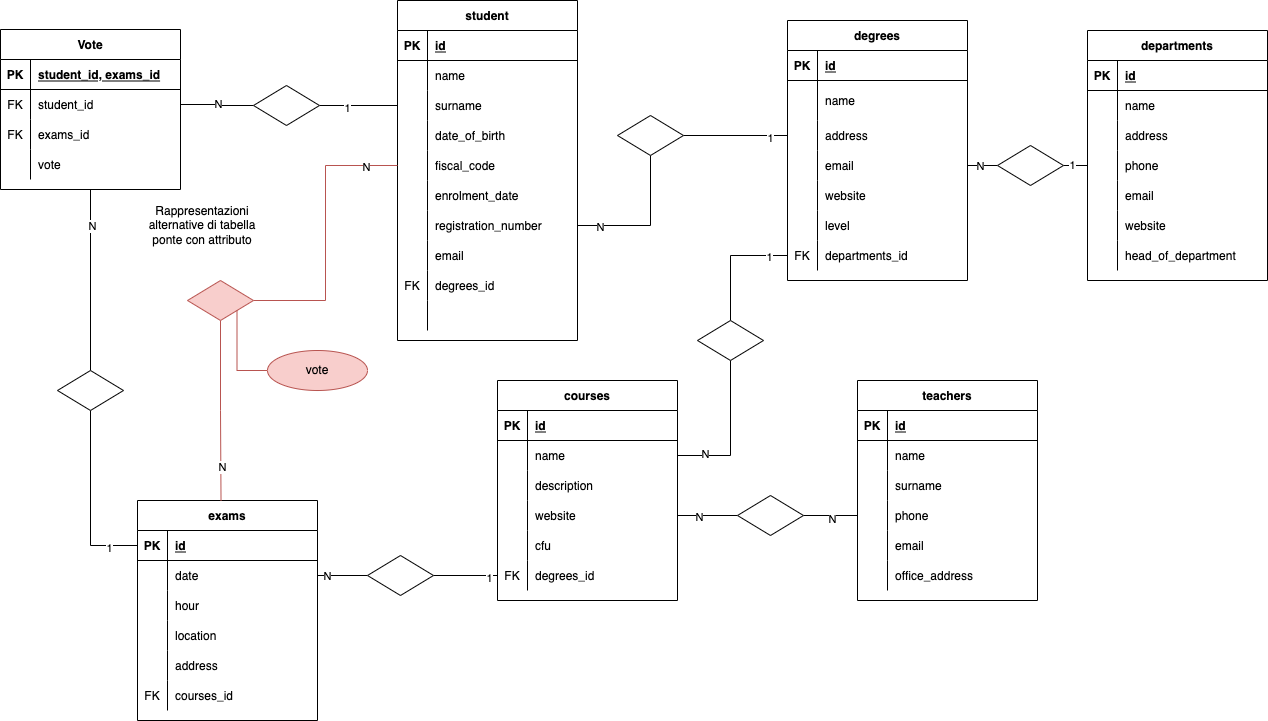 Vote
PK student_id, exams_id
FK student_id
FK exams_id
vote
N
1
student
PK id
name
surname
date_of_birth
fiscal_code
enrolment_date
registration_number
email
FK degrees_id
N
1
degrees
PK id
name
address
email
website
level
FK departments_id
N
1
departments
PK id
name
address
phone
email
website
head_of_department
N
Rappresentazioni
alternative di tabella
ponte con attributo
N
vote
N
1
N
1
exams
PK id
date
hour
location
address
FK courses_id
N
1
courses
PK id
name
description
website
cfu
FK degrees_id
N
N
teachers
PK id
name
surname
phone
email
office_address